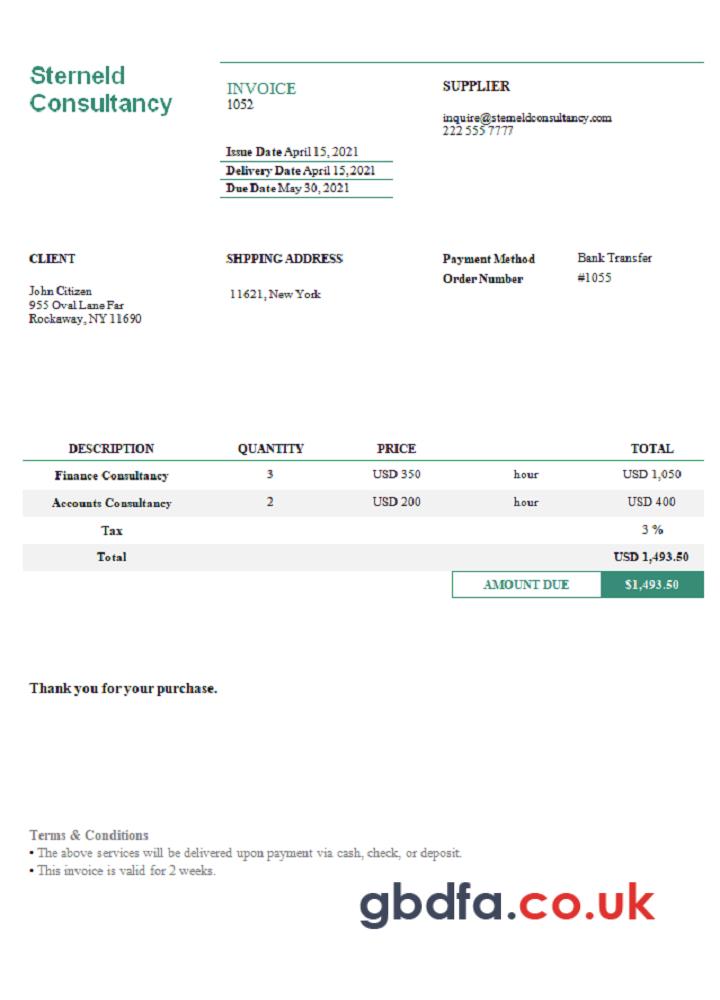 Sterneld
Consultancy
INVOICE
1052
Issue Date April 15, 2021
Delivery Date April 15, 2021
Due Date May 30, 2021
SUPPLIER
inquire@sterneldconsultancy.com
222 555 7777
CLIENT
John Citizen
955 Oval Lane Far
Rockaway, NY 11690
SHPPING ADDRESS
11621, New York
Payment Method Bank Transfer
Order Number #1055
DESCRIPTION QUANTITY PRICE TOTAL
Finance Consultancy 3 USD 350 hour USD 1,050
Accounts Consultancy 2 USD 200 hour USD 400
Tax 3 %
Total USD 1,493.50
AMOUNT DUE $1,493.50
Thank you for your purchase.
Terms & Conditions
• The above services will be delivered upon payment via cash, check, or deposit.
• This invoice is valid for 2 weeks.
gbdfa.co.uk